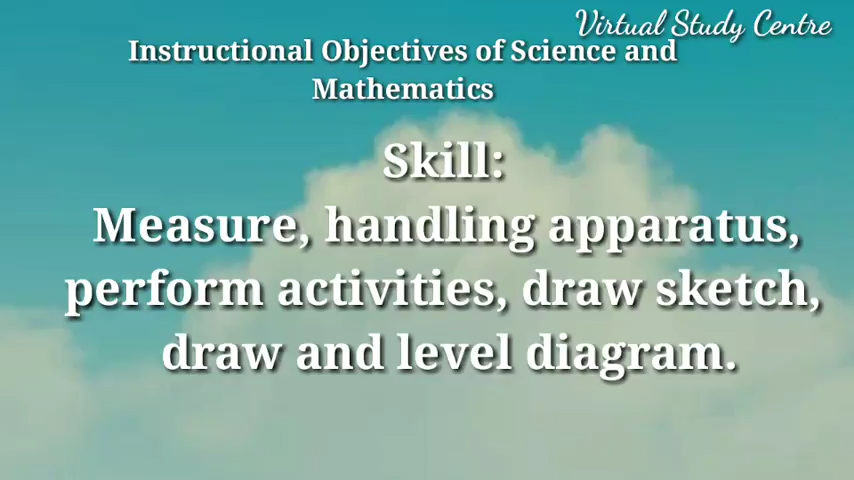 Virtual Study Centre
Instructional Objectives of Science and
Mathematics
Skill:
Measure, handling apparatus,
perform activities, draw sketch,
draw and level diagram.